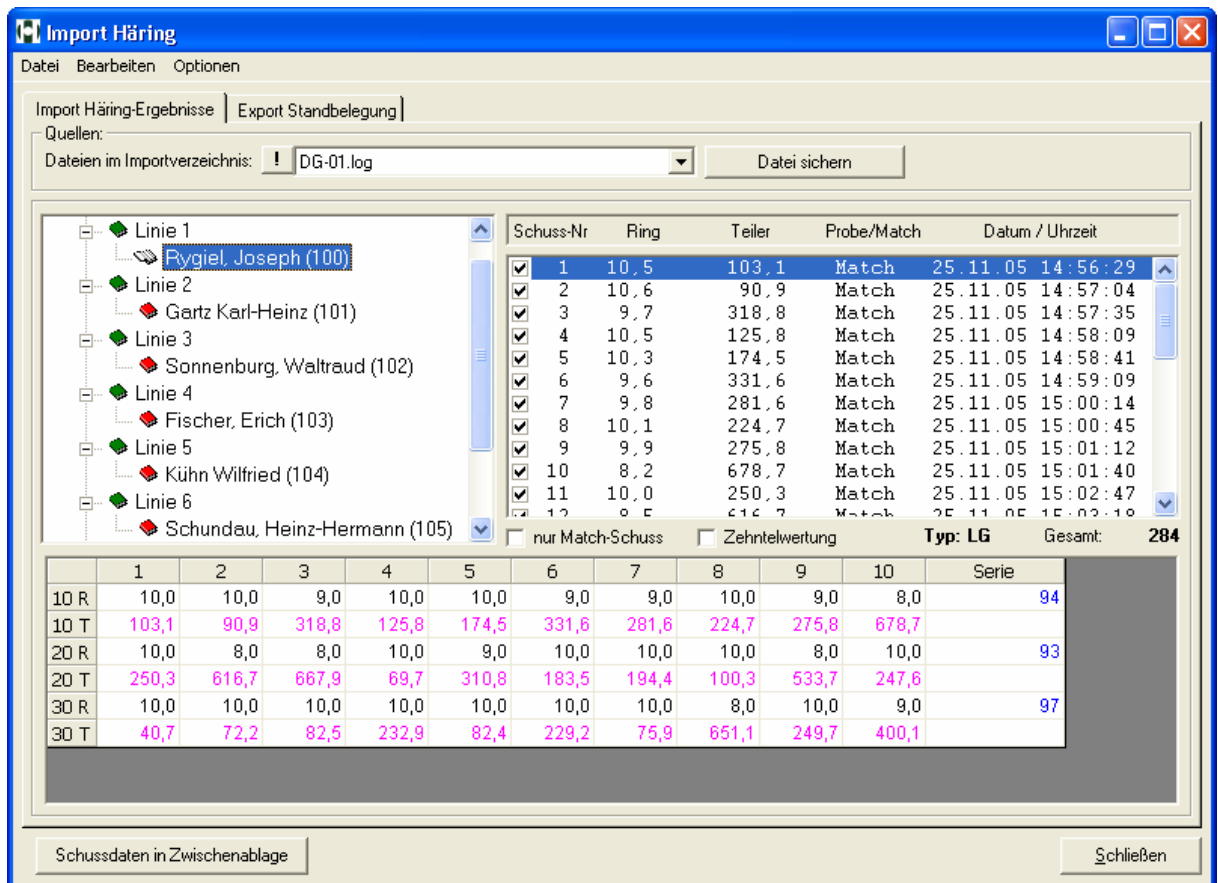 Import Häring
Datei Bearbeiten Optionen
Import Häring-Ergebnisse Export Standbelegung
Quellen:
Dateien im Importverzeichnis: ! DG-01.log Datei sichern
Linie 1
Rygiel, Joseph (100)
Linie 2
Gartz Karl-Heinz (101)
Linie 3
Sonnenburg, Waltraud (102)
Linie 4
Fischer, Erich (103)
Linie 5
Kühn Wilfried (104)
Linie 6
Schundau, Heinz-Hermann (105)
Schuss-Nr Ring Teiler Probe/Match Datum / Uhrzeit
1 10,5 103,1 Match 25.11.05 14:56:29
2 10,6 90,9 Match 25.11.05 14:57:04
3 9,7 318,8 Match 25.11.05 14:57:35
4 10,5 125,8 Match 25.11.05 14:58:09
5 10,3 174,5 Match 25.11.05 14:58:41
6 9,6 331,6 Match 25.11.05 14:59:09
7 9,8 281,6 Match 25.11.05 15:00:14
8 10,1 224,7 Match 25.11.05 15:00:45
9 9,9 275,8 Match 25.11.05 15:01:12
10 8,2 678,7 Match 25.11.05 15:01:40
11 10,0 250,3 Match 25.11.05 15:02:47
nur Match-Schuss Zehntelwertung Typ: LG Gesamt: 284
1 2 3 4 5 6 7 8 9 10 Serie
10 R 10,0 10,0 9,0 10,0 10,0 9,0 9,0 10,0 9,0 8,0 94
10 T 103,1 90,9 318,8 125,8 174,5 331,6 281,6 224,7 275,8 678,7
20 R 10,0 8,0 8,0 10,0 9,0 10,0 10,0 10,0 8,0 10,0 93
20 T 250,3 616,7 667,9 69,7 310,8 183,5 194,4 100,3 533,7 247,6
30 R 10,0 10,0 10,0 10,0 10,0 10,0 10,0 8,0 10,0 9,0 97
30 T 40,7 72,2 82,5 232,9 82,4 229,2 75,9 651,1 249,7 400,1
Schussdaten in Zwischenablage Schließen